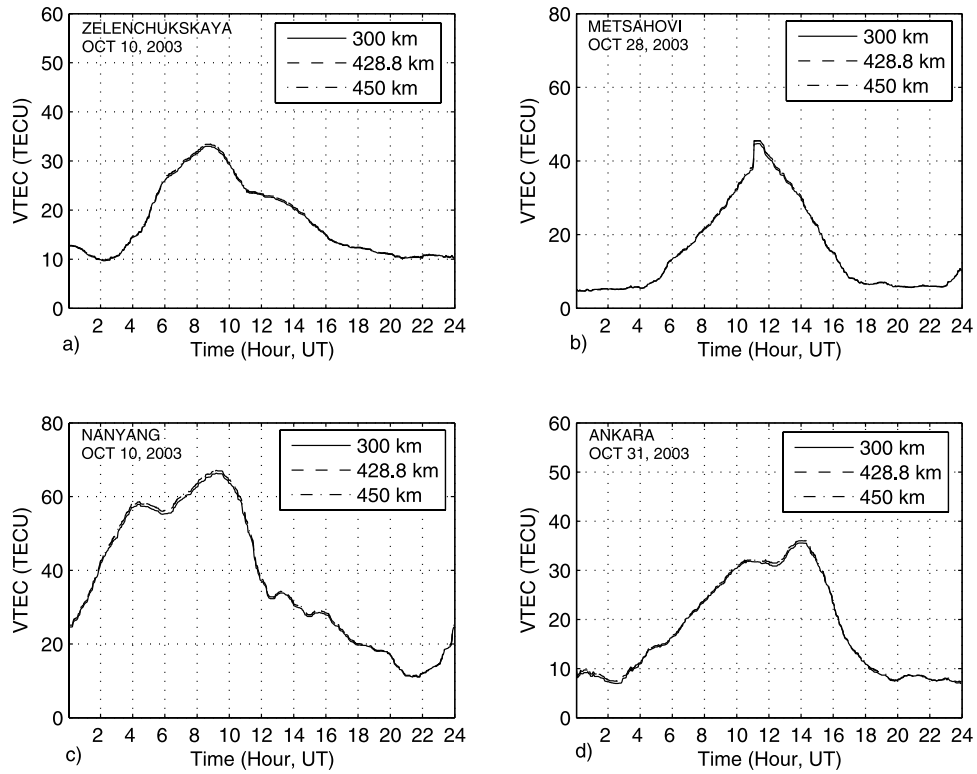 60
50
40
30
20
10
0
VTEC (TECU)
ZELENCHUKSKAYA
OCT 10, 2003
300 km
428.8 km
450 km
2 4 6 8 10 12 14 16 18 20 22 24
a)
Time (Hour, UT)
80
60
40
20
0
VTEC (TECU)
METSAHOVI
OCT 28, 2003
300 km
428.8 km
450 km
2 4 6 8 10 12 14 16 18 20 22 24
b)
Time (Hour, UT)
80
60
40
20
0
VTEC (TECU)
NANYANG
OCT 10, 2003
300 km
428.8 km
450 km
2 4 6 8 10 12 14 16 18 20 22 24
c)
Time (Hour, UT)
60
50
40
30
20
10
0
VTEC (TECU)
ANKARA
OCT 31, 2003
300 km
428.8 km
450 km
2 4 6 8 10 12 14 16 18 20 22 24
d)
Time (Hour, UT)